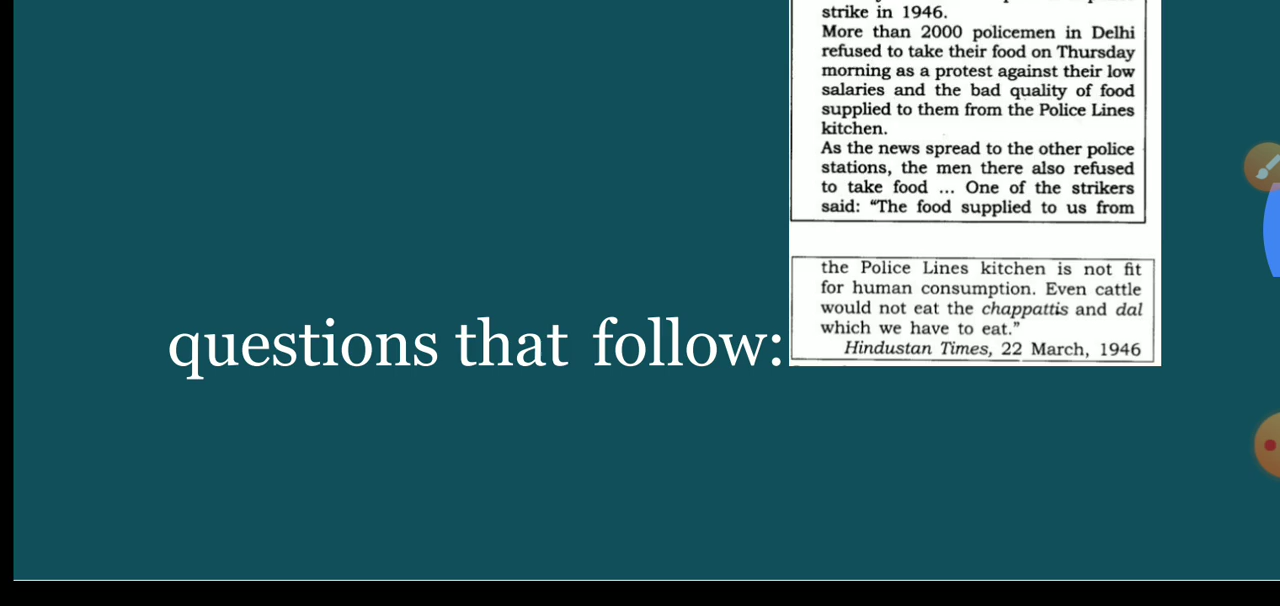 strike in 1946.
More than 2000 policemen in Delhi
refused to take their food on Thursday
morning as a protest against their low
salaries and the bad quality of food
supplied to them from the Police Lines
kitchen.
As the news spread to the other police
stations, the men there also refused
to take food ... One of the strikers
said: “The food supplied to us from
the Police Lines kitchen is not fit
for human consumption. Even cattle
would not eat the chappattis and dal
which we have to eat.”
Hindustan Times, 22 March, 1946
questions that follow: